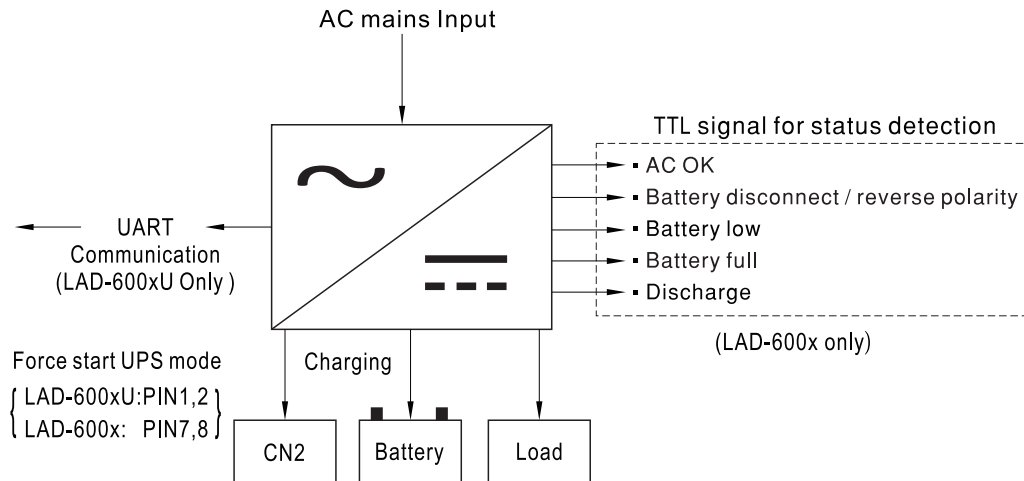 AC mains Input
TTL signal for status detection
▪ AC OK
▪ Battery disconnect / reverse polarity
▪ Battery low
▪ Battery full
▪ Discharge
(LAD-600x only)
UART
Communication
(LAD-600xU Only )
Force start UPS mode
LAD-600xU:PIN1,2
LAD-600x: PIN7,8
Charging
CN2
Battery
Load